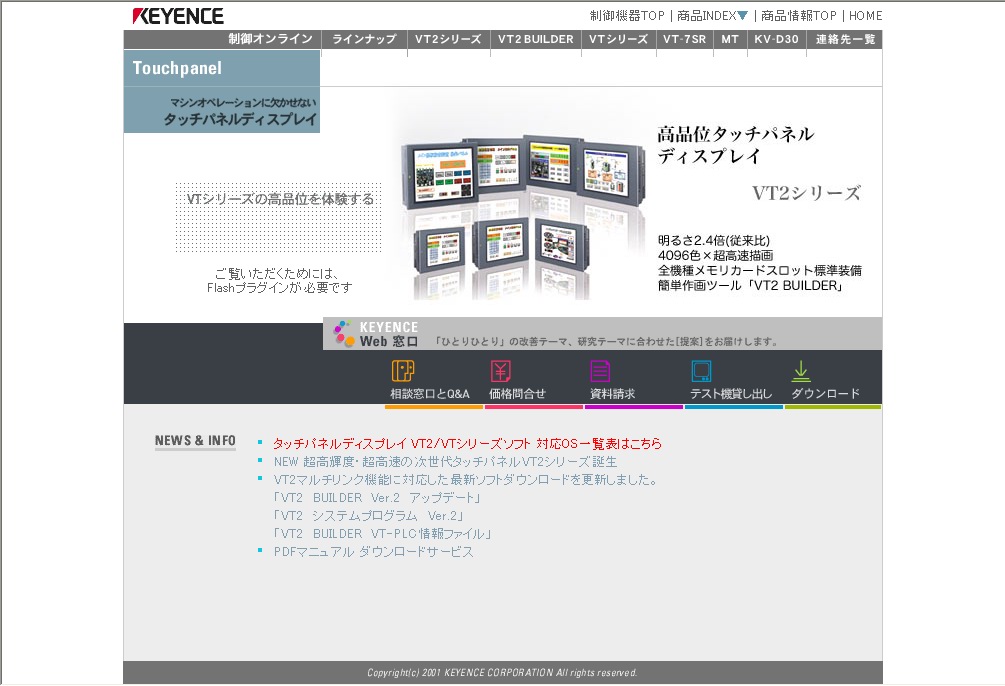 KEYENCE
制御機器TOP | 商品INDEX▼ | 商品情報TOP | HOME
制御オンライン ラインナップ VT2シリーズ VT2 BUILDER VTシリーズ VT-7SR MT KV-D30 連絡先一覧
Touchpanel
マシンオペレーションに欠かせない
タッチパネルディスプレイ
高品位タッチパネル
ディスプレイ
VT2シリーズ
VTシリーズの高品位を体験する
明るさ2.4倍(従来比)
4096色×超高速描画
全機種メモリカードスロット標準装備
簡単作画ツール「VT2 BUILDER」
ご覧いただくためには、
Flashプラグインが必要です
KEYENCE
Web 窓口 「ひとりひとり」の改善テーマ、研究テーマに合わせた[提案]をお届けします。
相談窓口とQ&A 価格問合せ 資料請求 テスト機貸し出し ダウンロード
NEWS & INFO
タッチパネルディスプレイ VT2/VTシリーズソフト 対応OS一覧表はこちら
NEW 超高輝度・超高速の次世代タッチパネルVT2シリーズ誕生
VT2マルチリンク機能に対応した最新ソフトダウンロードを更新しました。
「VT2 BUILDER Ver.2 アップデート」
「VT2 システムプログラム Ver.2」
「VT2 BUILDER VT-PLC情報ファイル」
PDFマニュアル ダウンロードサービス
Copyright(c) 2001 KEYENCE CORPORATION All rights reserved.